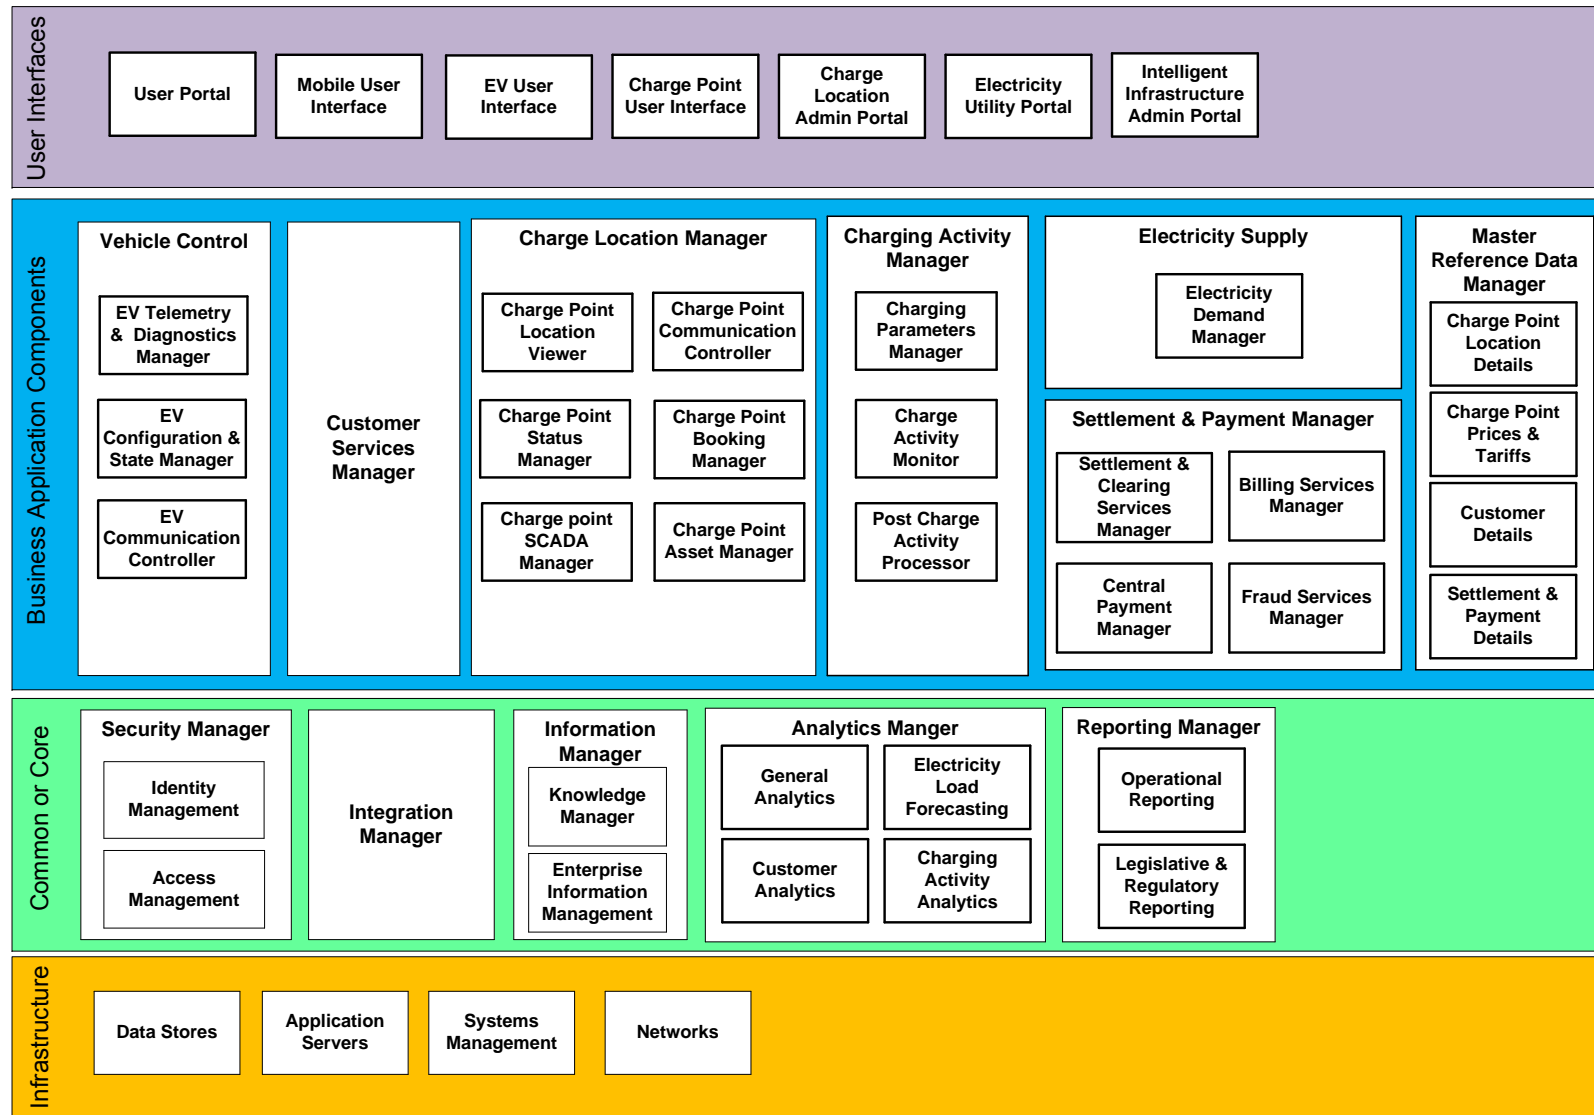 User Interfaces
User Portal
Mobile User
Interface
EV User
Interface
Charge Point
User Interface
Charge
Location
Admin Portal
Electricity
Utility Portal
Intelligent
Infrastructure
Admin Portal
Business Application Components
Vehicle Control
EV Telemetry
& Diagnostics
Manager
EV
Configuration &
State Manager
EV
Communication
Controller
Customer
Services
Manager
Charge Location Manager
Charge Point
Location
Viewer
Charge Point
Communication
Controller
Charge Point
Status
Manager
Charge Point
Booking
Manager
Charge point
SCADA
Manager
Charge Point
Asset Manager
Charging Activity
Manager
Charging
Parameters
Manager
Charge
Activity
Monitor
Post Charge
Activity
Processor
Electricity Supply
Electricity
Demand
Manager
Settlement & Payment Manager
Settlement &
Clearing
Services
Manager
Billing Services
Manager
Central
Payment
Manager
Fraud Services
Manager
Master
Reference Data
Manager
Charge Point
Location
Details
Charge Point
Prices &
Tariffs
Customer
Details
Settlement &
Payment
Details
Common or Core
Security Manager
Identity
Management
Access
Management
Integration
Manager
Information
Manager
Knowledge
Manager
Enterprise
Information
Management
Analytics Manger
General
Analytics
Electricity
Load
Forecasting
Customer
Analytics
Charging
Activity
Analytics
Reporting Manager
Operational
Reporting
Legislative &
Regulatory
Reporting
Infrastructure
Data Stores
Application
Servers
Systems
Management
Networks